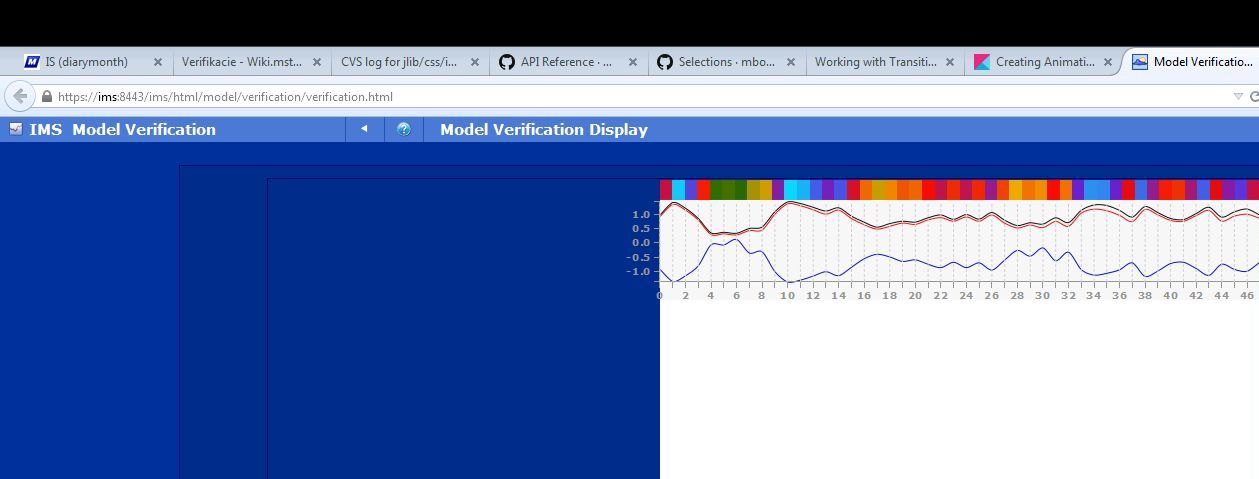 IS (diarymonth) Verifikacie - Wiki.mst... CVS log for jlib/css/i... API Reference · ... Selections · mbo... Working with Transiti... Creating Animati... Model Verificatio...
https://ims:8443/ims/html/model/verification/verification.html
IMS Model Verification Model Verification Display
1.0
0.5
0.0
-0.5
-1.0
0 2 4 6 8 10 12 14 16 18 20 22 24 26 28 30 32 34 36 38 40 42 44 46